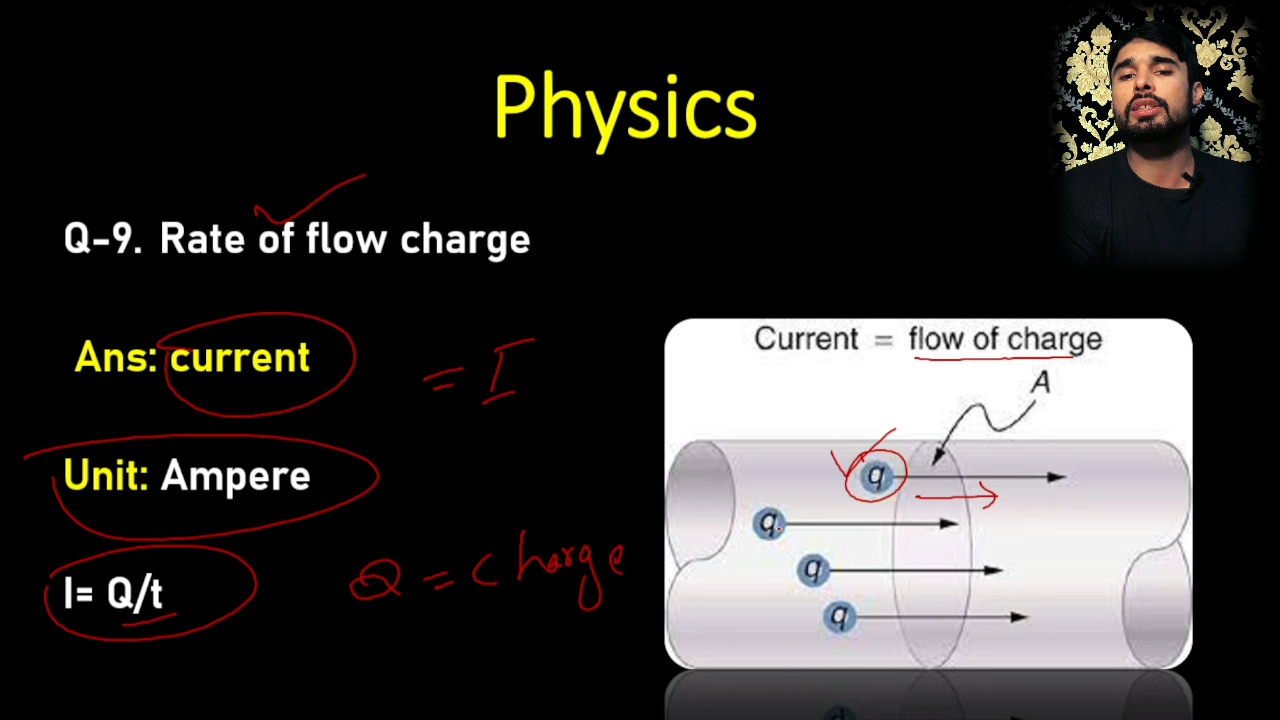 Physics
Q-9. Rate of flow charge
Ans: current
= I
Unit: Ampere
I= Q/t
Q = charge
Current = flow of charge
A
q
q
q
q